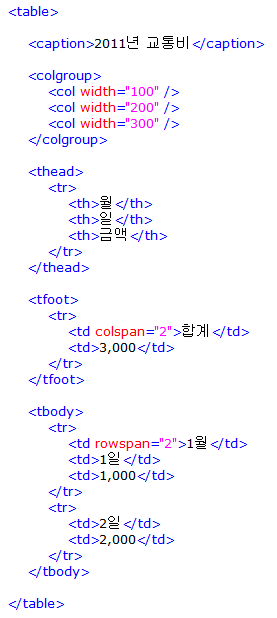 <table>
<caption>2011년 교통비</caption>
<colgroup>
<col width="100" />
<col width="200" />
<col width="300" />
</colgroup>
<thead>
<tr>
<th>월</th>
<th>일</th>
<th>금액</th>
</tr>
</thead>
<tfoot>
<tr>
<td colspan="2">합계</td>
<td>3,000</td>
</tr>
</tfoot>
<tbody>
<tr>
<td rowspan="2">1월</td>
<td>1일</td>
<td>1,000</td>
</tr>
<tr>
<td>2일</td>
<td>2,000</td>
</tr>
</tbody>
</table>